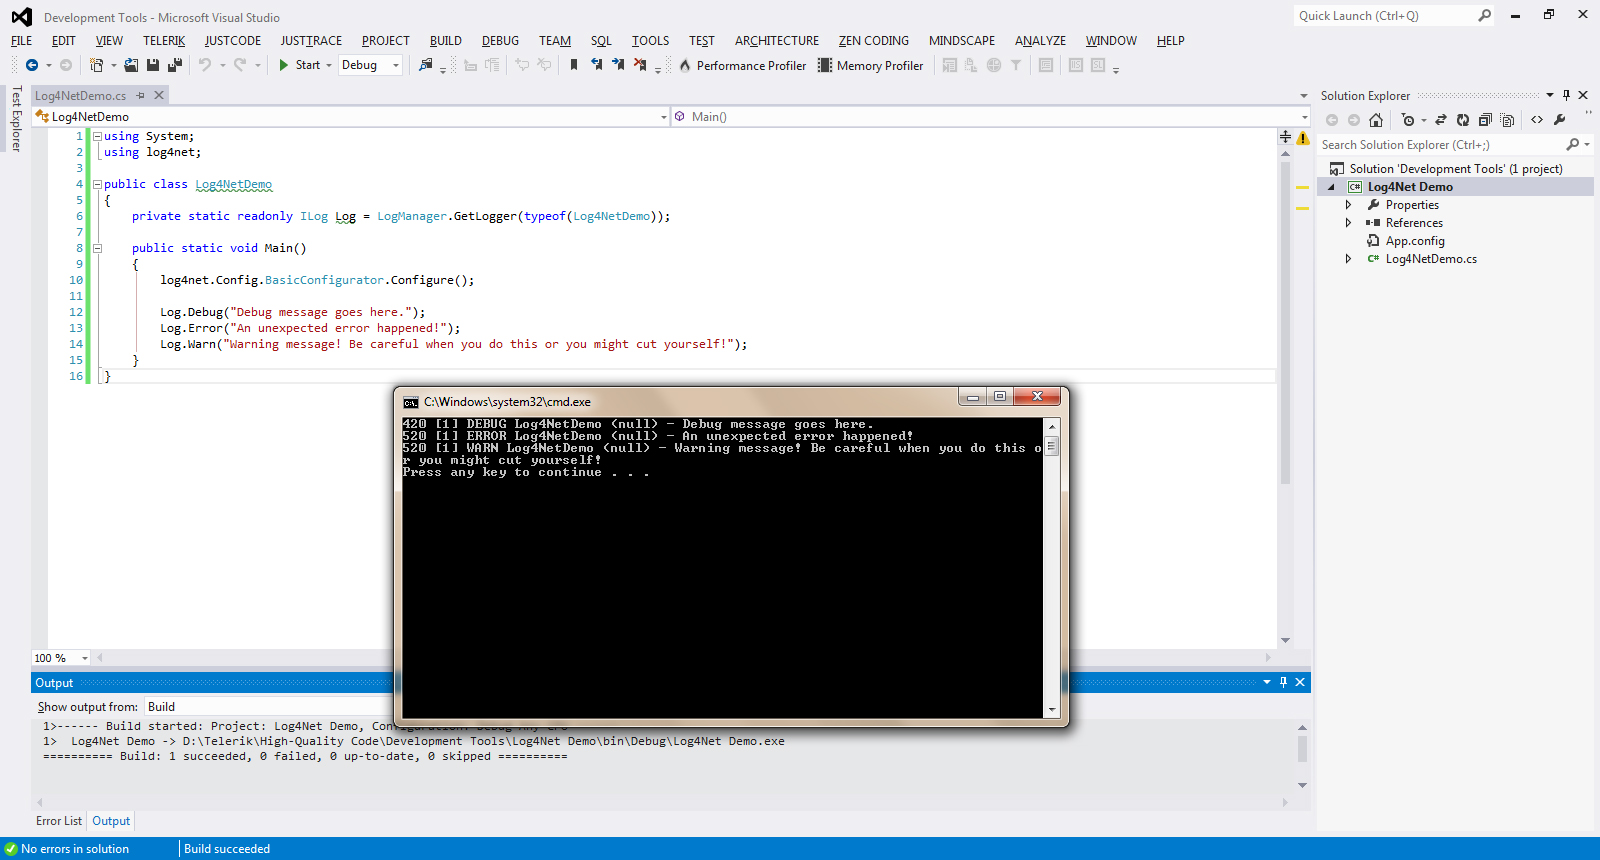 Development Tools - Microsoft Visual Studio
Quick Launch (Ctrl+Q)
FILE EDIT VIEW TELERIK JUSTCODE JUSTTRACE PROJECT BUILD DEBUG TEAM SQL TOOLS TEST ARCHITECTURE ZEN CODING MINDSCAPE ANALYZE WINDOW HELP
Start Debug Performance Profiler Memory Profiler
Test Explorer
Log4NetDemo.cs
Log4NetDemo
Main()
1 using System;
2 using log4net;
3
4 public class Log4NetDemo
5 {
6 private static readonly ILog Log = LogManager.GetLogger(typeof(Log4NetDemo));
7
8 public static void Main()
9 {
10 log4net.Config.BasicConfigurator.Configure();
11
12 Log.Debug("Debug message goes here.");
13 Log.Error("An unexpected error happened!");
14 Log.Warn("Warning message! Be careful when you do this or you might cut yourself!");
15 }
16 }
100 %
C:\Windows\system32\cmd.exe
420 [1] DEBUG Log4NetDemo (null) - Debug message goes here.
520 [1] ERROR Log4NetDemo (null) - An unexpected error happened!
520 [1] WARN Log4NetDemo (null) - Warning message! Be careful when you do this o
r you might cut yourself!
Press any key to continue . . .
Solution Explorer
Search Solution Explorer (Ctrl+;)
Solution 'Development Tools' (1 project)
C# Log4Net Demo
Properties
References
App.config
C# Log4NetDemo.cs
Output
Show output from: Build
1>------ Build started: Project: Log4Net Demo, Configuration: Debug Any CPU
1> Log4Net Demo -> D:\Telerik\High-Quality Code\Development Tools\Log4Net Demo\bin\Debug\Log4Net Demo.exe
========== Build: 1 succeeded, 0 failed, 0 up-to-date, 0 skipped ==========
Error List Output
No errors in solution
Build succeeded